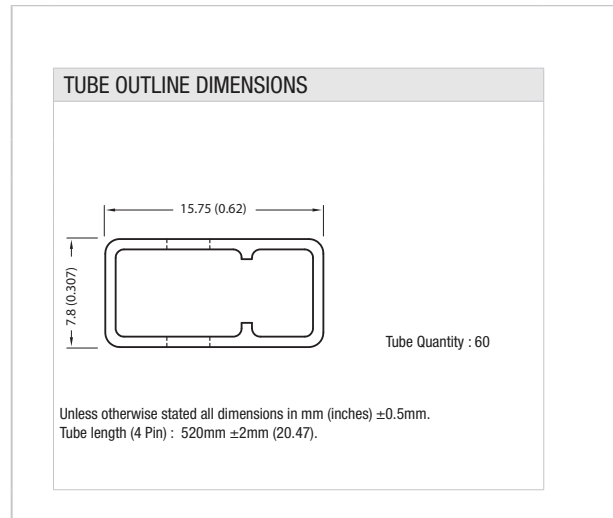 TUBE OUTLINE DIMENSIONS
15.75 (0.62)
7.8 (0.307)
Tube Quantity : 60
Unless otherwise stated all dimensions in mm (inches) ±0.5mm.
Tube length (4 Pin) : 520mm ±2mm (20.47).